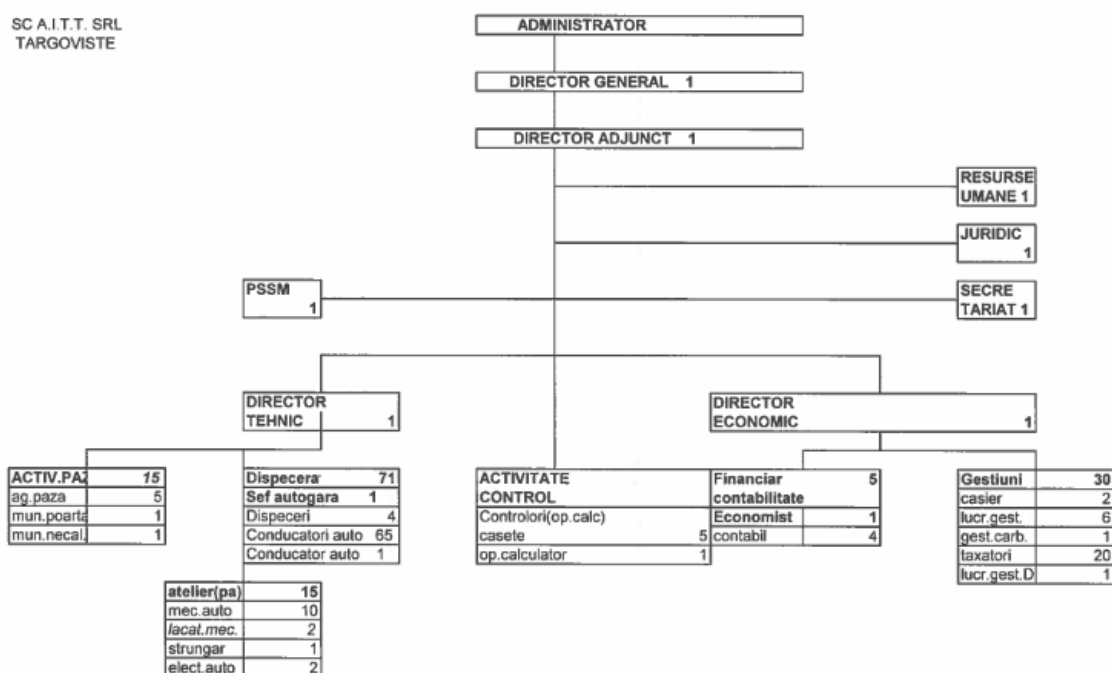 SC A.I.T.T. SRL
TARGOVISTE
ADMINISTRATOR
DIRECTOR GENERAL 1
DIRECTOR ADJUNCT 1
RESURSE
UMANE 1
JURIDIC
1
PSSM
1
SECRE
TARIAT 1
DIRECTOR
TEHNIC 1
DIRECTOR
ECONOMIC 1
ACTIV.PAZ 15
ag.paza 5
mun.poarta 1
mun.necal. 1
Dispecera 71
Sef autogara 1
Dispeceri 4
Conducatori auto 65
Conducator auto 1
atelier(pa) 15
mec.auto 10
lacat.mec. 2
strungar 1
elect.auto 2
ACTIVITATE
CONTROL
Controlori(op.calc)
casete 5
op.calculator 1
Financiar 5
contabilitate
Economist 1
contabil 4
Gestiuni 30
casier 2
lucr.gest. 6
gest.carb. 1
taxatori 20
lucr.gest.D 1